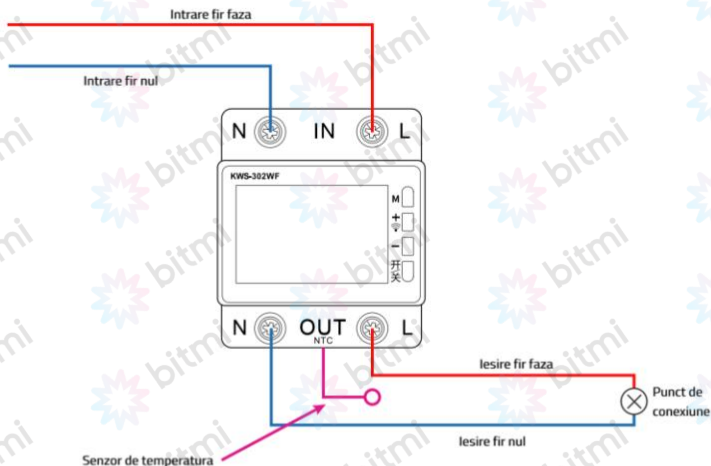 Intrare fir faza
Intrare fir nul
N IN L
KWS-302WF
M
+
−
开
关
N OUT L
NTC
Iesire fir faza
Punct de
conexiune
Iesire fir nul
Senzor de temperatura
bitmi